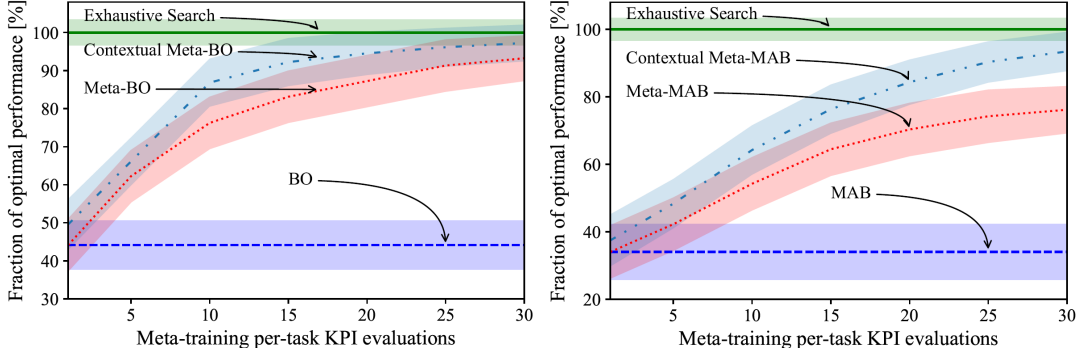 Fraction of optimal performance [%]
100
90
80
70
60
50
40
30
Exhaustive Search
Contextual Meta-BO
Meta-BO
BO
5
10
15
20
25
30
Meta-training per-task KPI evaluations
Fraction of optimal performance [%]
100
80
60
40
20
Exhaustive Search
Contextual Meta-MAB
Meta-MAB
MAB
5
10
15
20
25
30
Meta-training per-task KPI evaluations